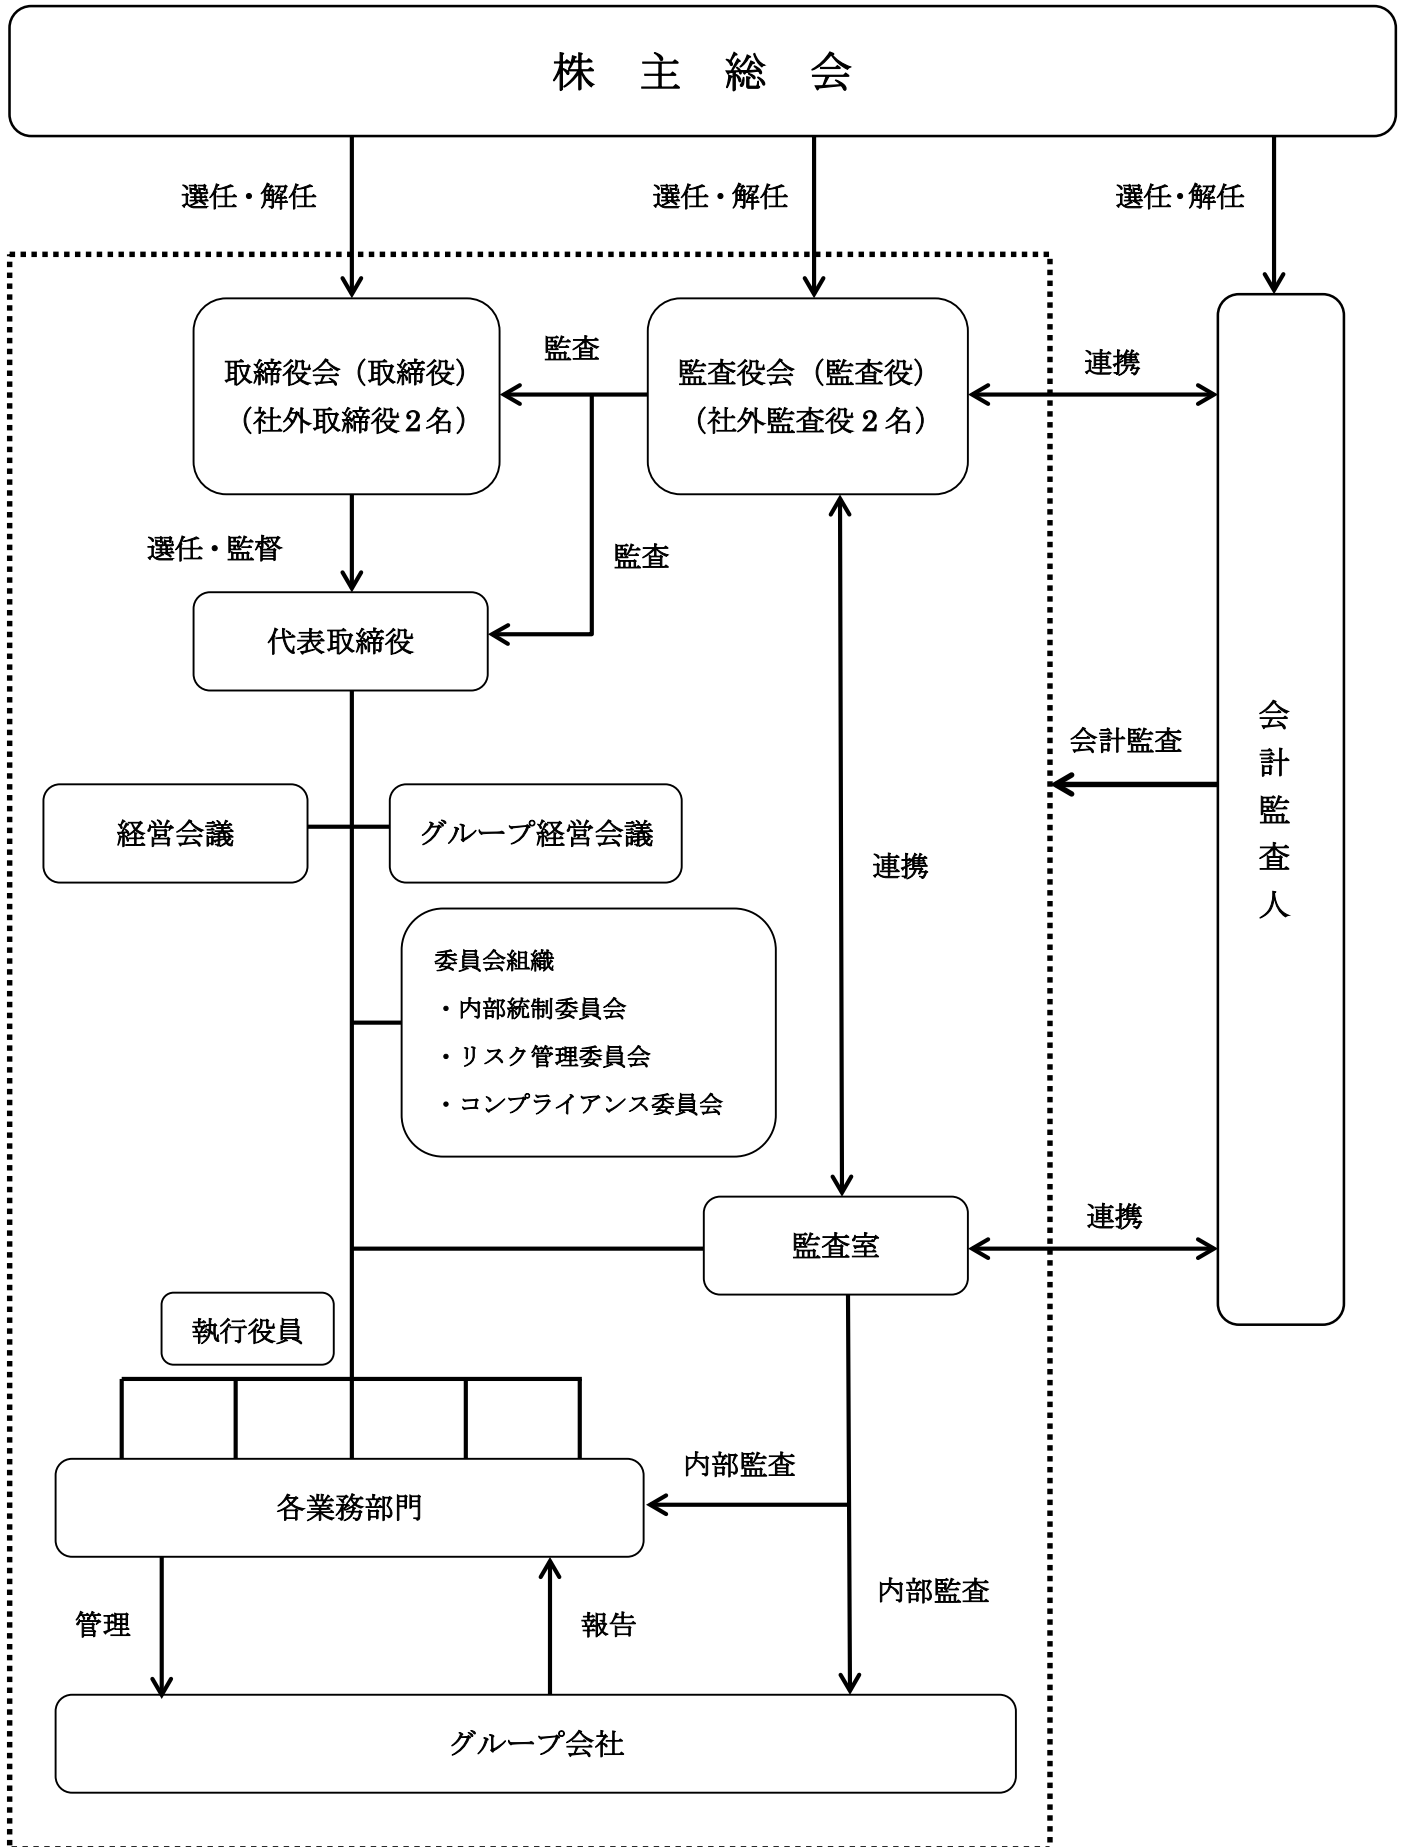 株 主 総 会
選任・解任
選任・解任
選任・解任
取締役会（取締役）
（社外取締役２名）
監査
監査役会（監査役）
（社外監査役２名）
連携
選任・監督
監査
代表取締役
会計監査
会計監査人
経営会議
グループ経営会議
連携
委員会組織
・内部統制委員会
・リスク管理委員会
・コンプライアンス委員会
監査室
連携
執行役員
内部監査
各業務部門
内部監査
管理
報告
グループ会社